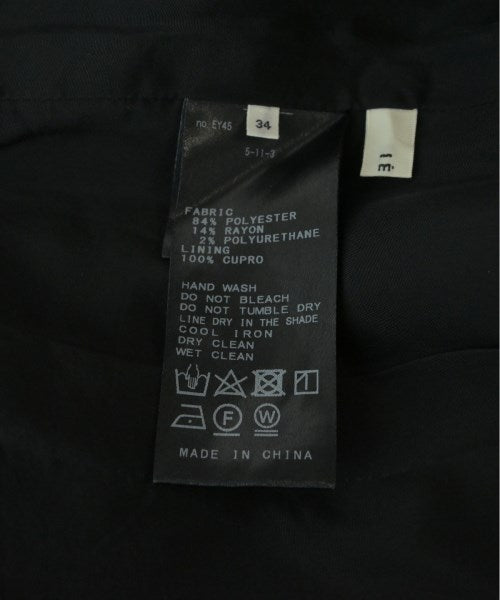 no EY45
34
5-11-3
FABRIC
84% POLYESTER
14% RAYON
2% POLYURETHANE
LINING
100% CUPRO
HAND WASH
DO NOT BLEACH
DO NOT TUMBLE DRY
LINE DRY IN THE SHADE
COOL IRON
DRY CLEAN
WET CLEAN
F W
MADE IN CHINA